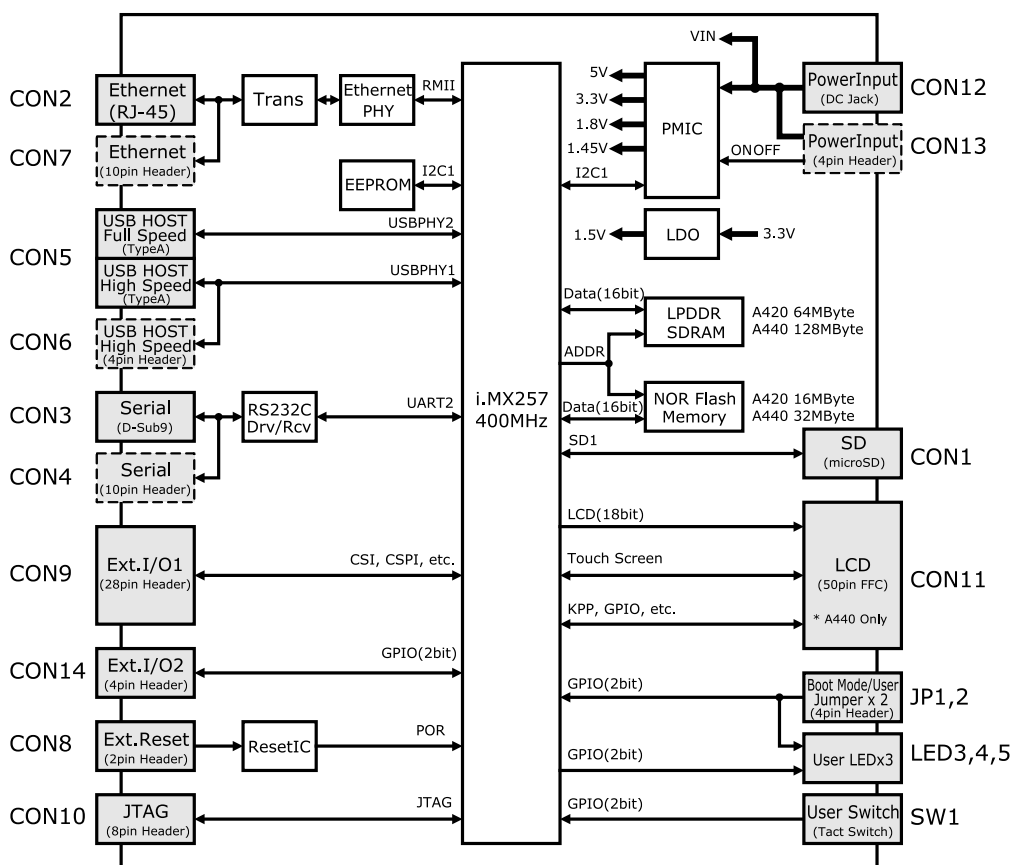 VIN
CON2
Ethernet
(RJ-45)
Trans
Ethernet
PHY
RMII
CON7
Ethernet
(10pin Header)
EEPROM
I2C1
CON5
USB HOST
Full Speed
(TypeA)
USBPHY2
USB HOST
High Speed
(TypeA)
USBPHY1
CON6
USB HOST
High Speed
(4pin Header)
CON3
Serial
(D-Sub9)
RS232C
Drv/Rcv
UART2
CON4
Serial
(10pin Header)
CON9
Ext.I/O1
(28pin Header)
CSI, CSPI, etc.
CON14
Ext.I/O2
(4pin Header)
GPIO(2bit)
CON8
Ext.Reset
(2pin Header)
ResetIC
POR
CON10
JTAG
(8pin Header)
JTAG
i.MX257
400MHz
5V
3.3V
1.8V
1.45V
I2C1
PMIC
PowerInput
(DC Jack)
CON12
PowerInput
(4pin Header)
CON13
ONOFF
1.5V
LDO
3.3V
Data(16bit)
LPDDR
SDRAM
A420 64MByte
A440 128MByte
ADDR
NOR Flash
Memory
A420 16MByte
A440 32MByte
Data(16bit)
SD1
SD
(microSD)
CON1
LCD(18bit)
Touch Screen
KPP, GPIO, etc.
LCD
(50pin FFC)
* A440 Only
CON11
GPIO(2bit)
Boot Mode/User
Jumper x 2
(4pin Header)
JP1,2
GPIO(2bit)
User LEDx3
LED3,4,5
GPIO(2bit)
User Switch
(Tact Switch)
SW1